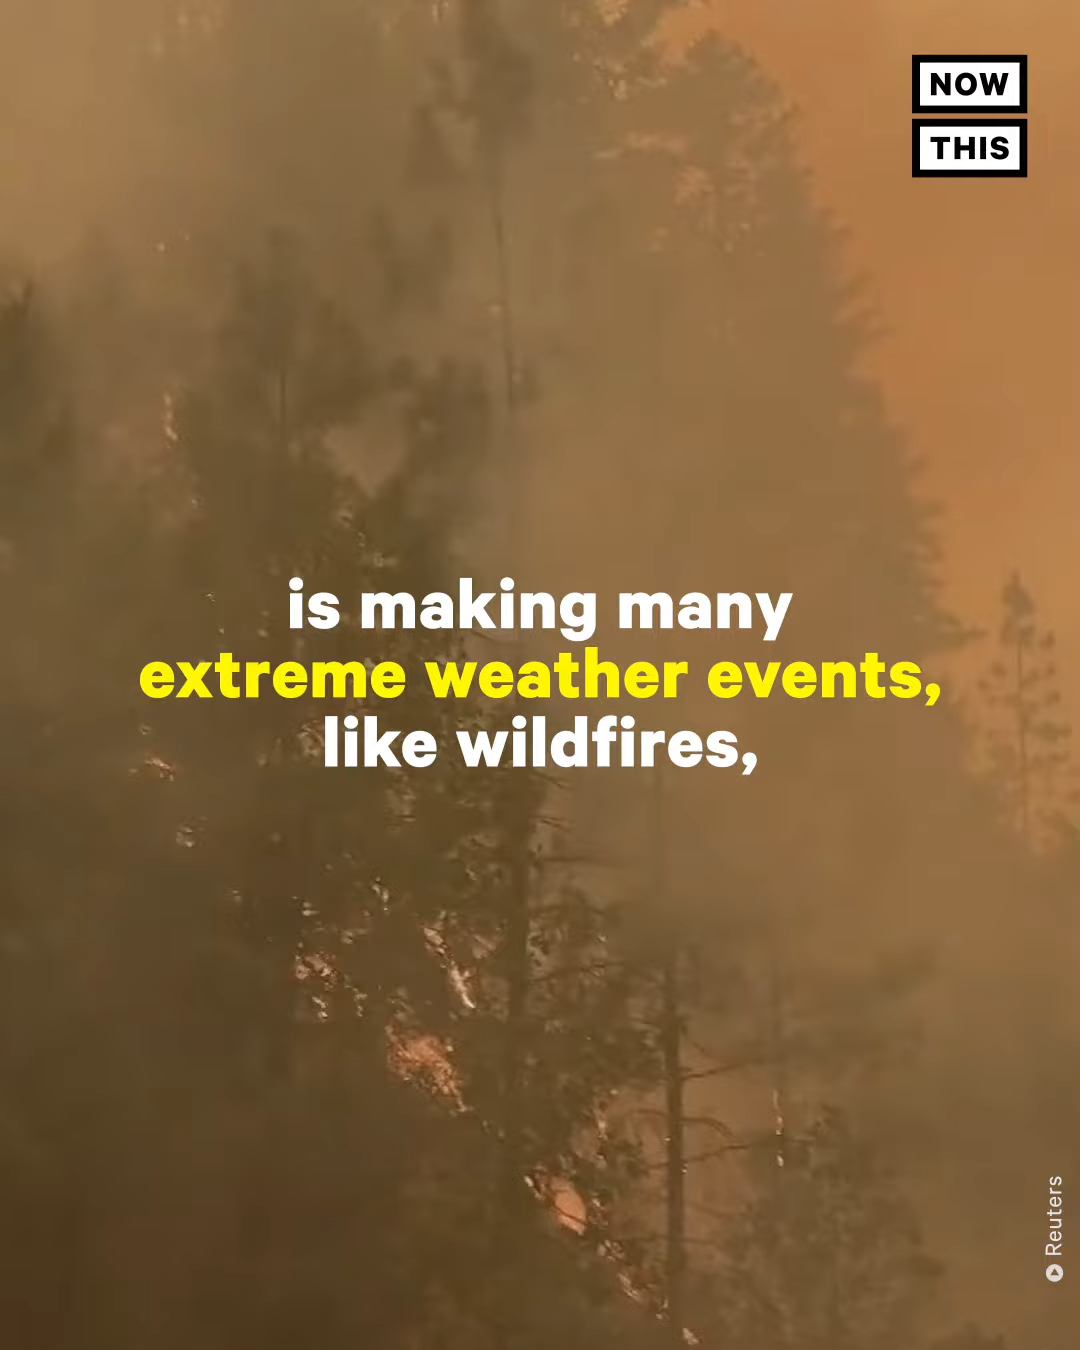 NOW
THIS
is making many
extreme weather events,
like wildfires,
Reuters